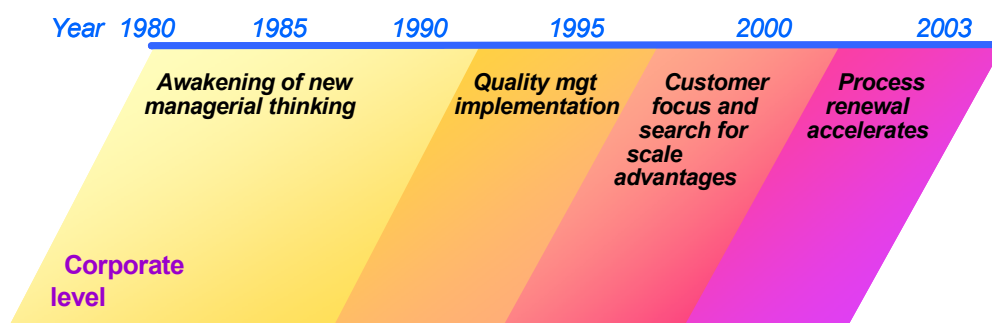 Year 1980 1985 1990 1995 2000 2003
Awakening of new
managerial thinking
Quality mgt
implementation
Customer
focus and
search for
scale
advantages
Process
renewal
accelerates
Corporate
level